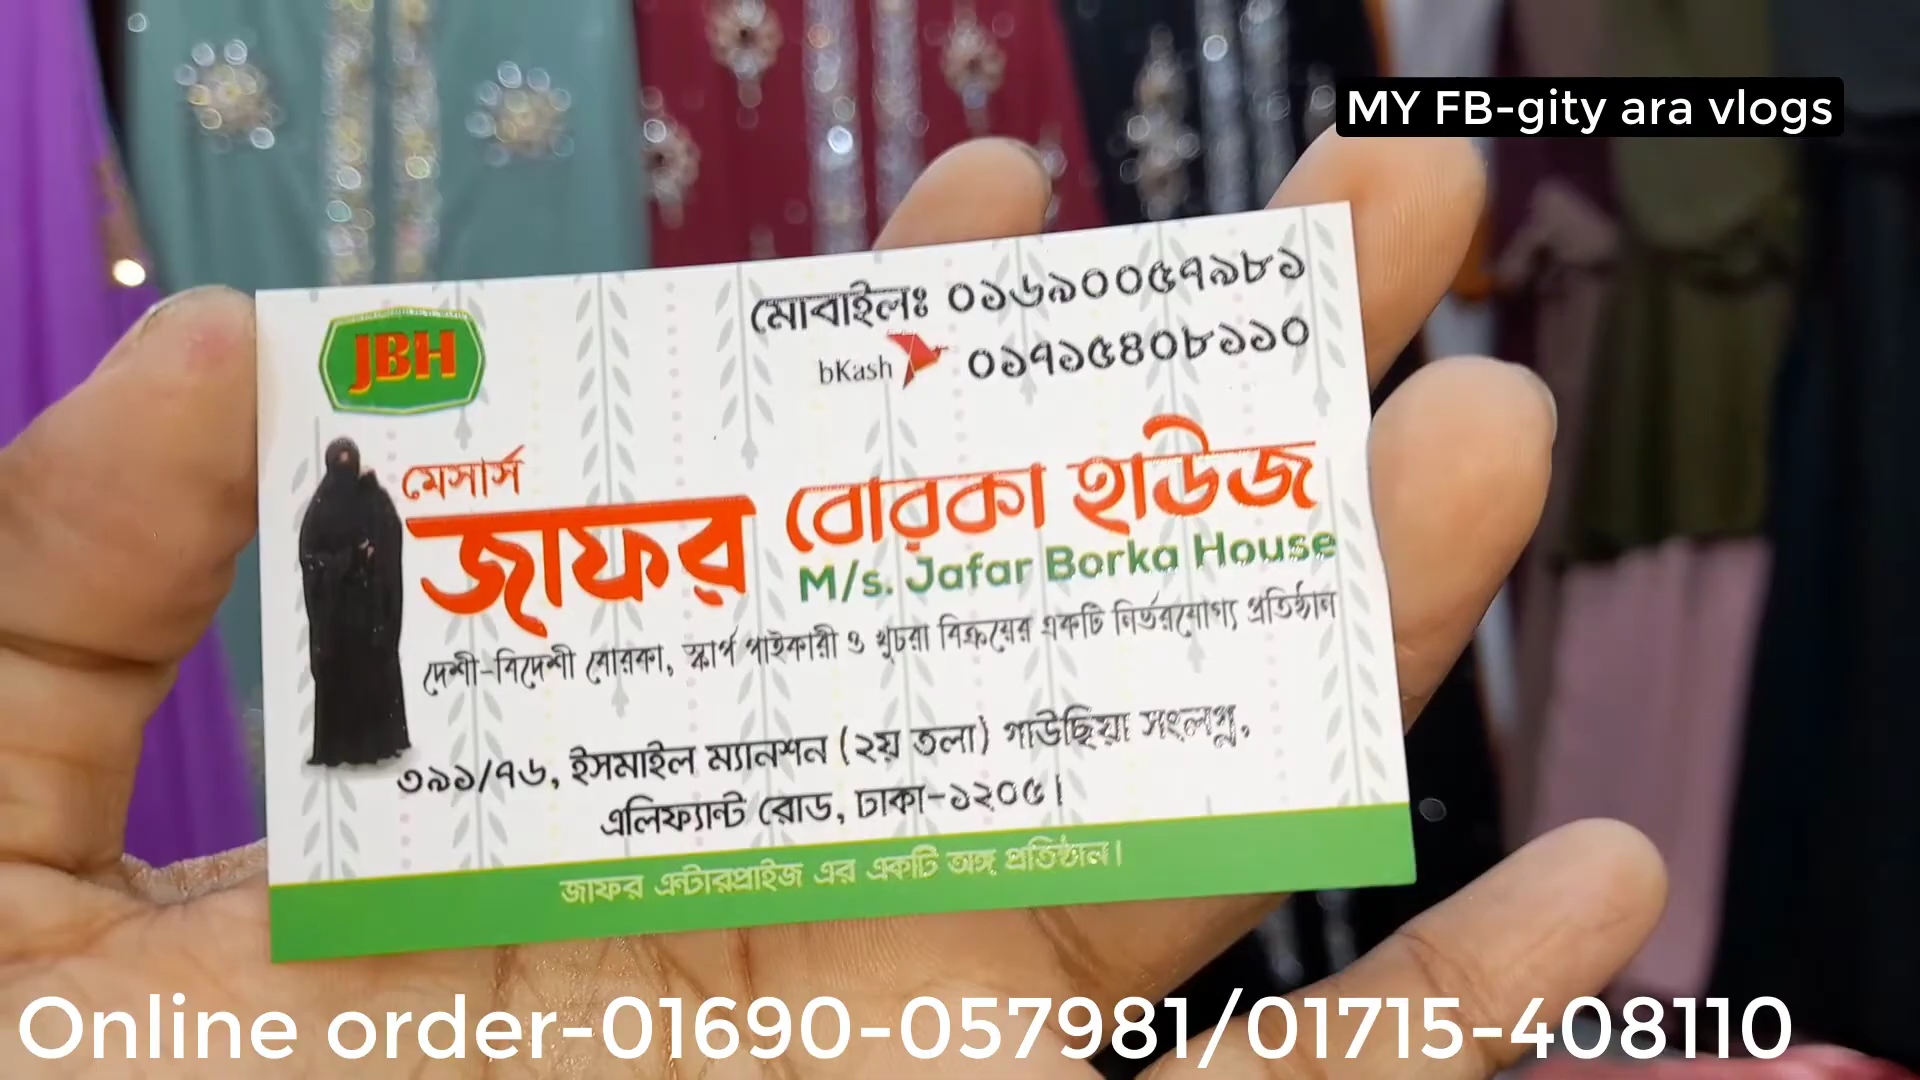 MY FB-gity ara vlogs
JBH
মোবাইলঃ ০১৬৯০০৫৭৯৮১
bKash ০১৭১৫৪০৮১১০
মেসার্স
জাফর বোরকা হাউজ
M/s. Jafar Borka House
দেশী-বিদেশী বোরকা, স্কার্প পাইকারী ও খুচরা বিক্রয়ের একটি নির্ভরযোগ্য প্রতিষ্ঠান
৩৯১/৭৬, ইসমাইল ম্যানশন (২য় তলা) গাউছিয়া সংলগ্ন,
এলিফ্যান্ট রোড, ঢাকা-১২০৫।
জাফর এন্টারপ্রাইজ এর একটি অঙ্গ প্রতিষ্ঠান।
Online order-01690-057981/01715-408110